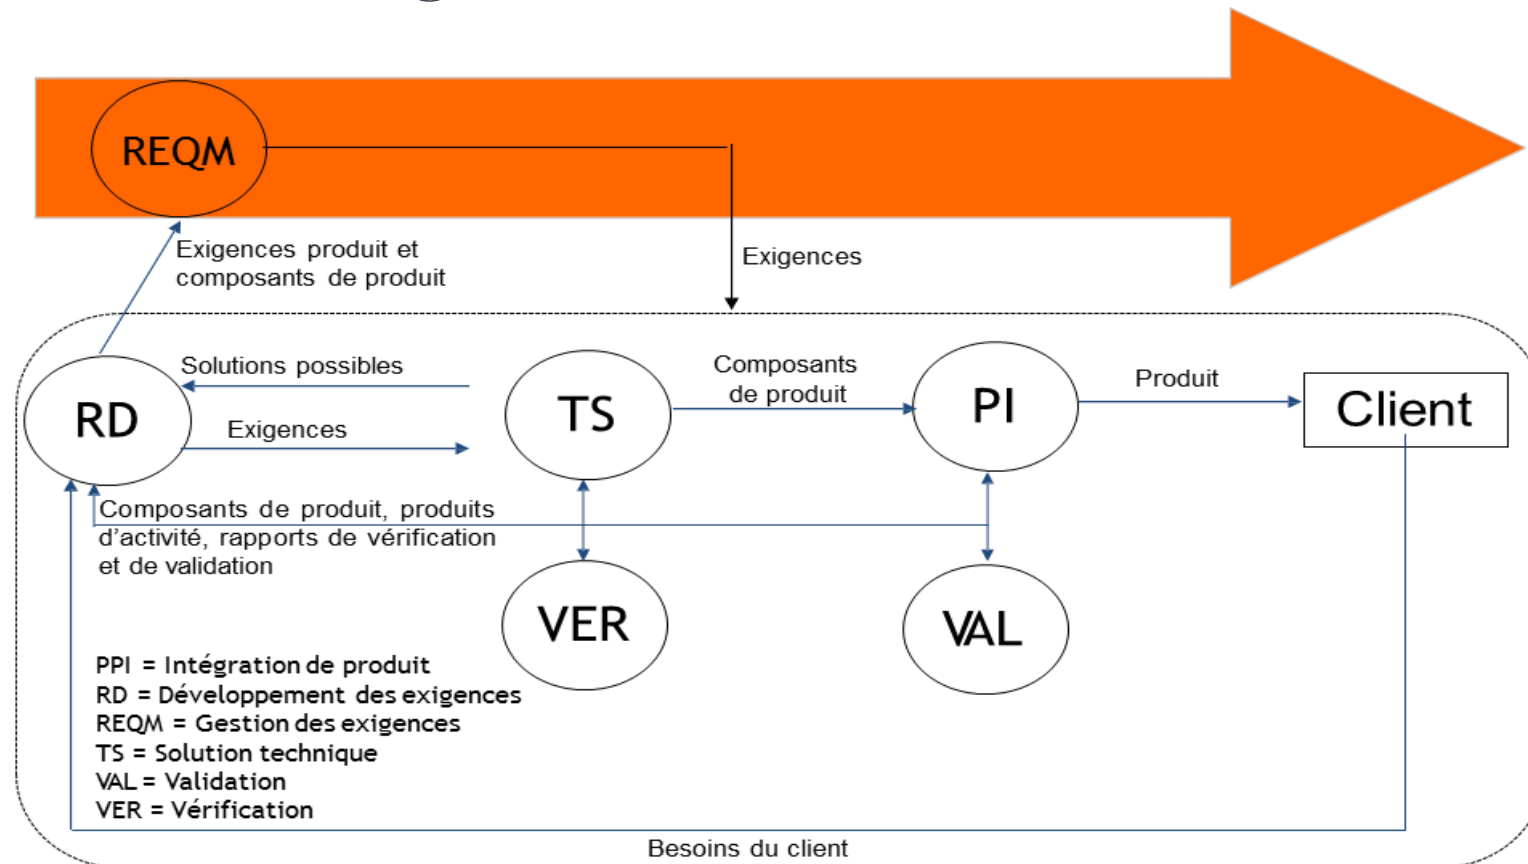 REQM
Exigences produit et
composants de produit
Exigences
Solutions possibles
RD
Exigences
TS
Composants
de produit
PI
Produit
Client
Composants de produit, produits
d'activité, rapports de vérification
et de validation
VER
VAL
PPI = Intégration de produit
RD = Développement des exigences
REQM = Gestion des exigences
TS = Solution technique
VAL = Validation
VER = Vérification
Besoins du client